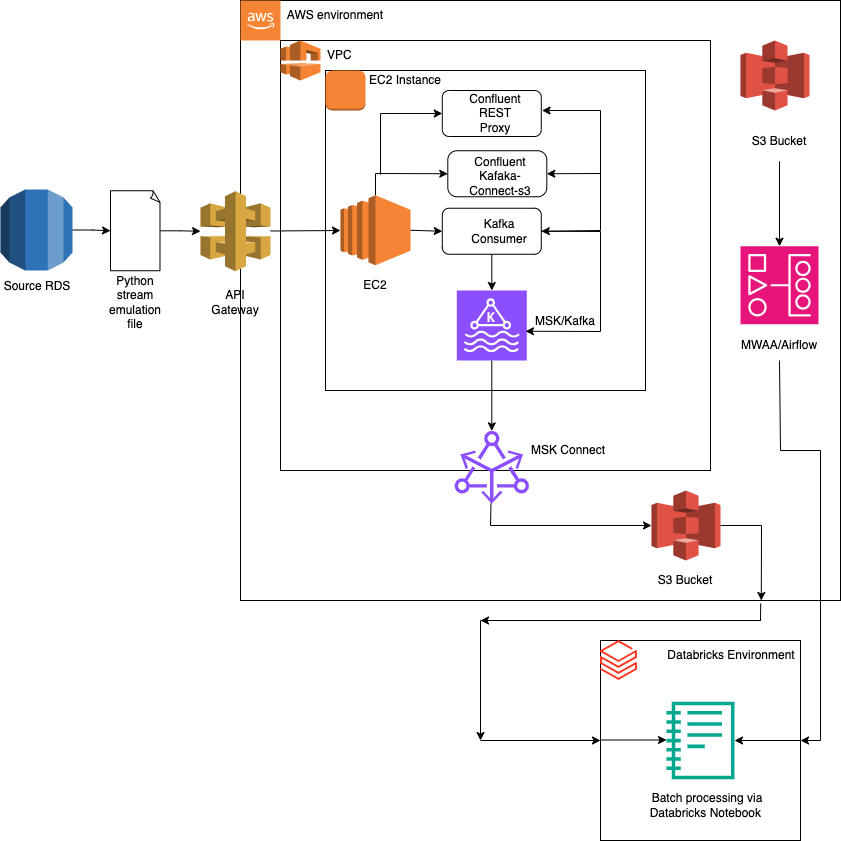 aws
AWS environment
VPC
EC2 Instance
Confluent
REST
Proxy
S3 Bucket
Confluent
Kafaka-
Connect-s3
Kafka
Consumer
Source RDS
Python
stream
emulation
file
API
Gateway
EC2
K
MSK/Kafka
MWAA/Airflow
MSK Connect
S3 Bucket
Databricks Environment
Batch processing via
Databricks Notebook